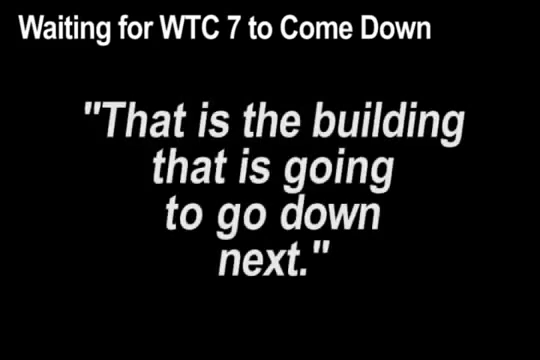 Waiting for WTC 7 to Come Down
"That is the building
that is going
to go down
next."